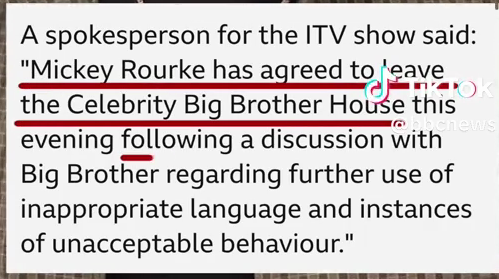 A spokesperson for the ITV show said:
"Mickey Rourke has agreed to leave
the Celebrity Big Brother House this
evening following a discussion with
Big Brother regarding further use of
inappropriate language and instances
of unacceptable behaviour."
TikTok
@bbcnews